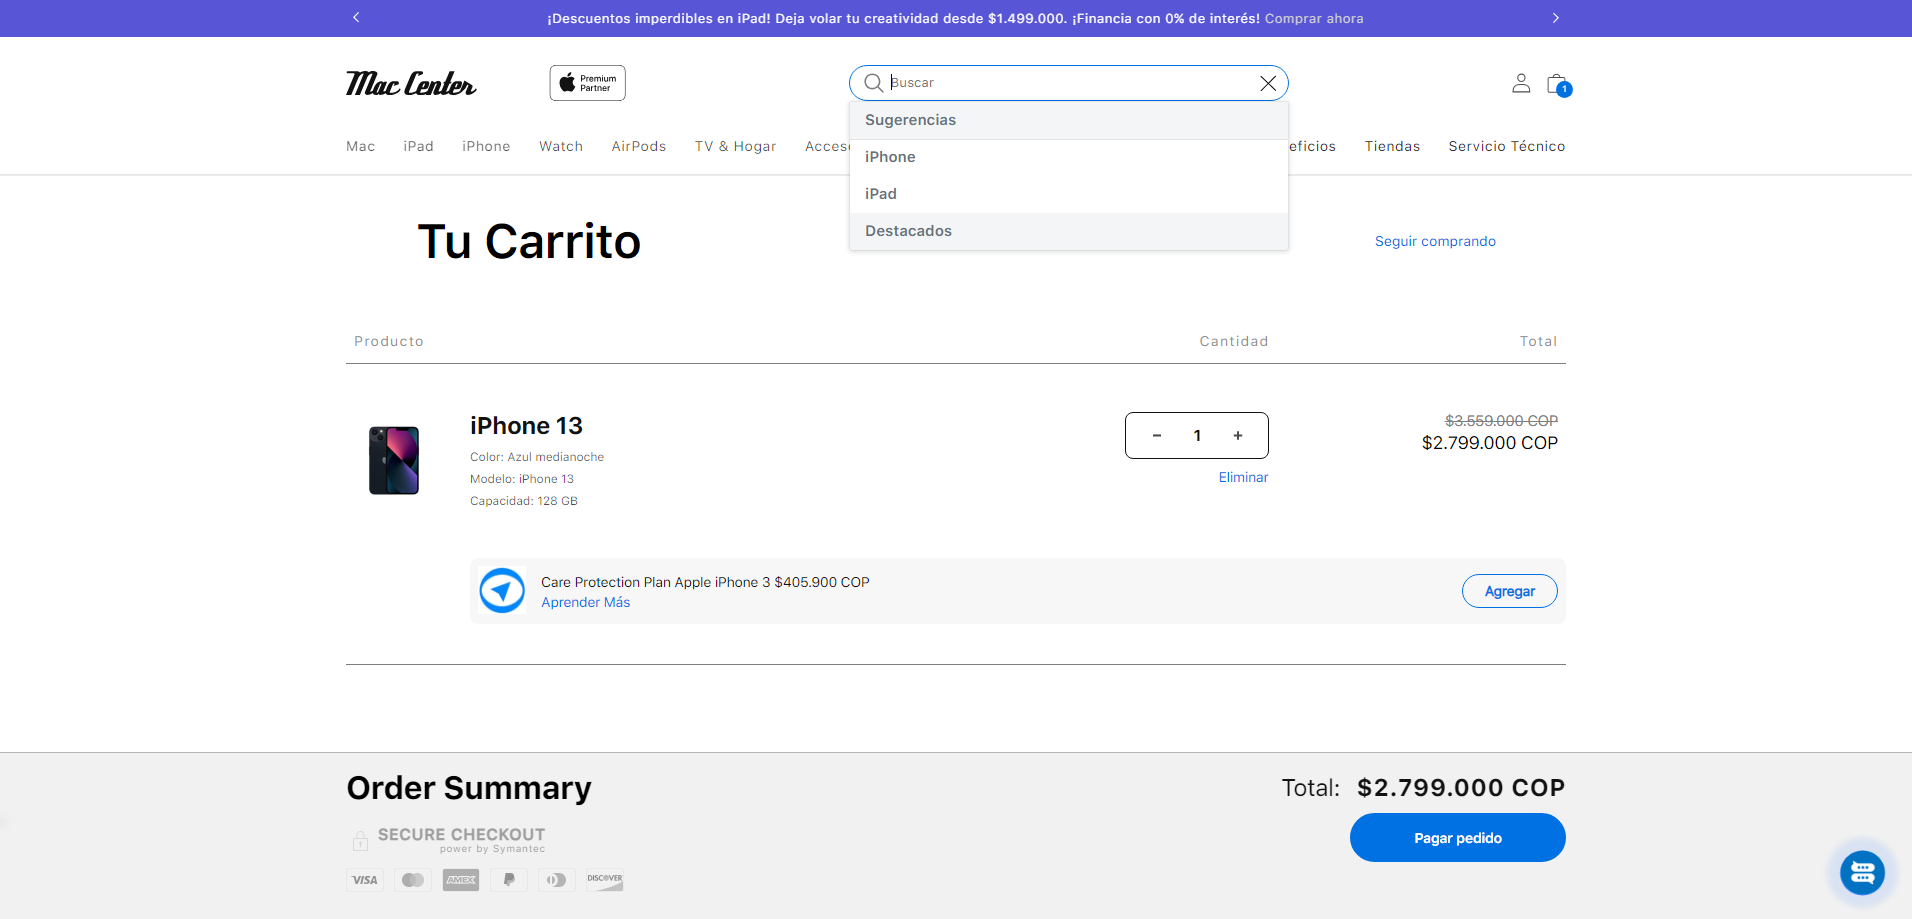 ¡Descuentos imperdibles en iPad! Deja volar tu creatividad desde $1.499.000. ¡Financia con 0% de interés! Comprar ahora
Mac Center
Premium
Partner
Buscar
1
Sugerencias
iPhone
iPad
Destacados
Mac iPad iPhone Watch AirPods TV & Hogar Acces eficios Tiendas Servicio Técnico
Tu Carrito
Seguir comprando
Producto Cantidad Total
iPhone 13
Color: Azul medianoche
Modelo: iPhone 13
Capacidad: 128 GB
− 1 +
Eliminar
$3.559.000 COP
$2.799.000 COP
Care Protection Plan Apple iPhone 3 $405.900 COP
Aprender Más
Agregar
Order Summary
Total: $2.799.000 COP
SECURE CHECKOUT
power by Symantec
Pagar pedido
VISA AMEX DISCOVER